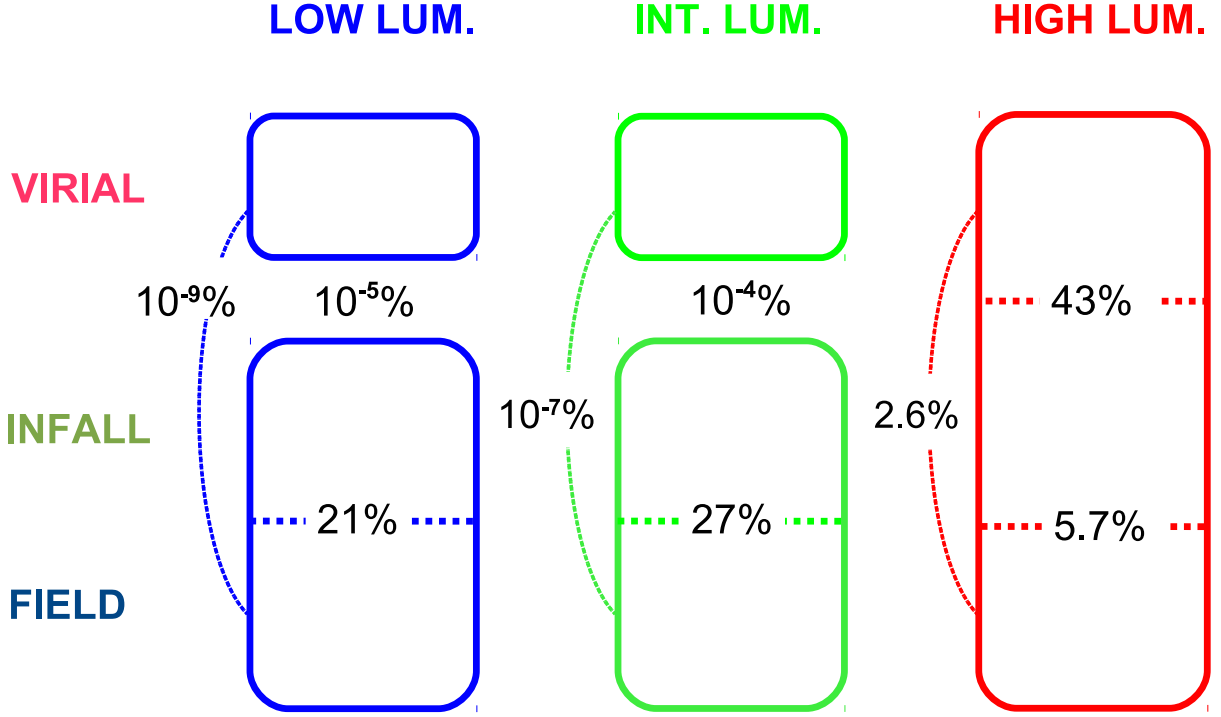 LOW LUM. INT. LUM. HIGH LUM.
VIRIAL
10⁻⁹% 10⁻⁵% 10⁻⁴% 43%
INFALL 10⁻⁷% 2.6%
21% 27% 5.7%
FIELD